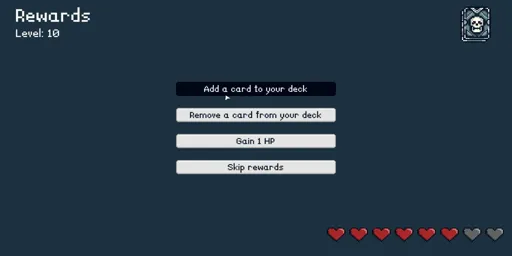 Rewards
Level: 10
Add a card to your deck
Remove a card from your deck
Gain 1 HP
Skip rewards